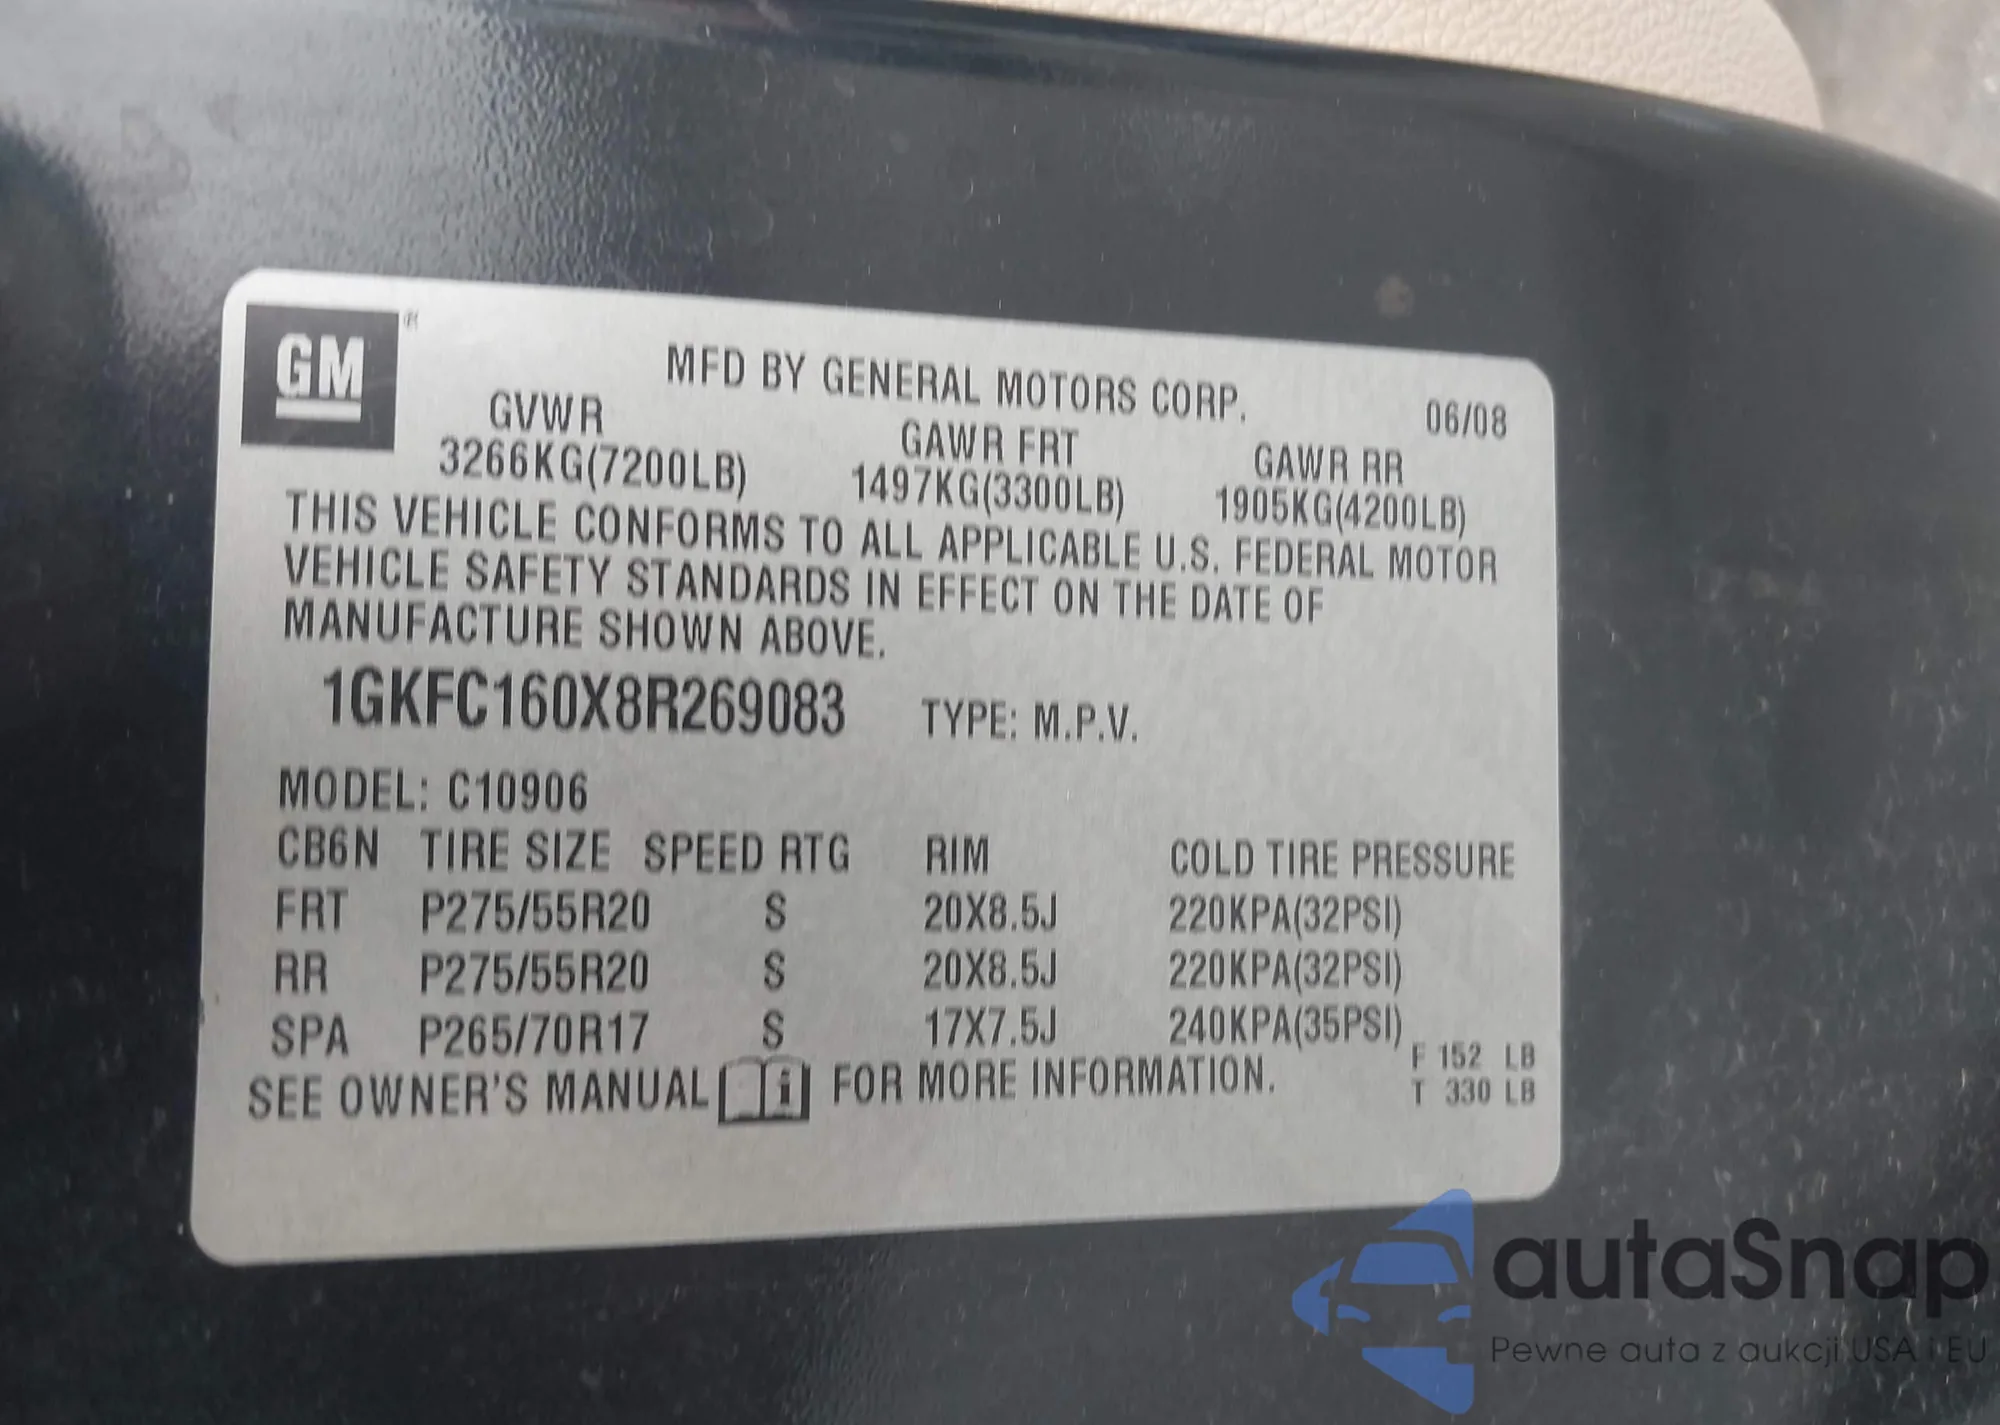 GM®
MFD BY GENERAL MOTORS CORP. 06/08
GVWR GAWR FRT GAWR RR
3266KG(7200LB) 1497KG(3300LB) 1905KG(4200LB)
THIS VEHICLE CONFORMS TO ALL APPLICABLE U.S. FEDERAL MOTOR
VEHICLE SAFETY STANDARDS IN EFFECT ON THE DATE OF
MANUFACTURE SHOWN ABOVE.
1GKFC160X8R269083 TYPE: M.P.V.
MODEL: C10906
CB6N TIRE SIZE SPEED RTG RIM COLD TIRE PRESSURE
FRT P275/55R20 S 20X8.5J 220KPA(32PSI)
RR P275/55R20 S 20X8.5J 220KPA(32PSI)
SPA P265/70R17 S 17X7.5J 240KPA(35PSI)
SEE OWNER'S MANUAL i FOR MORE INFORMATION.
F 152 LB
T 330 LB
autaSnap
Pewne auta z aukcji USA i EU